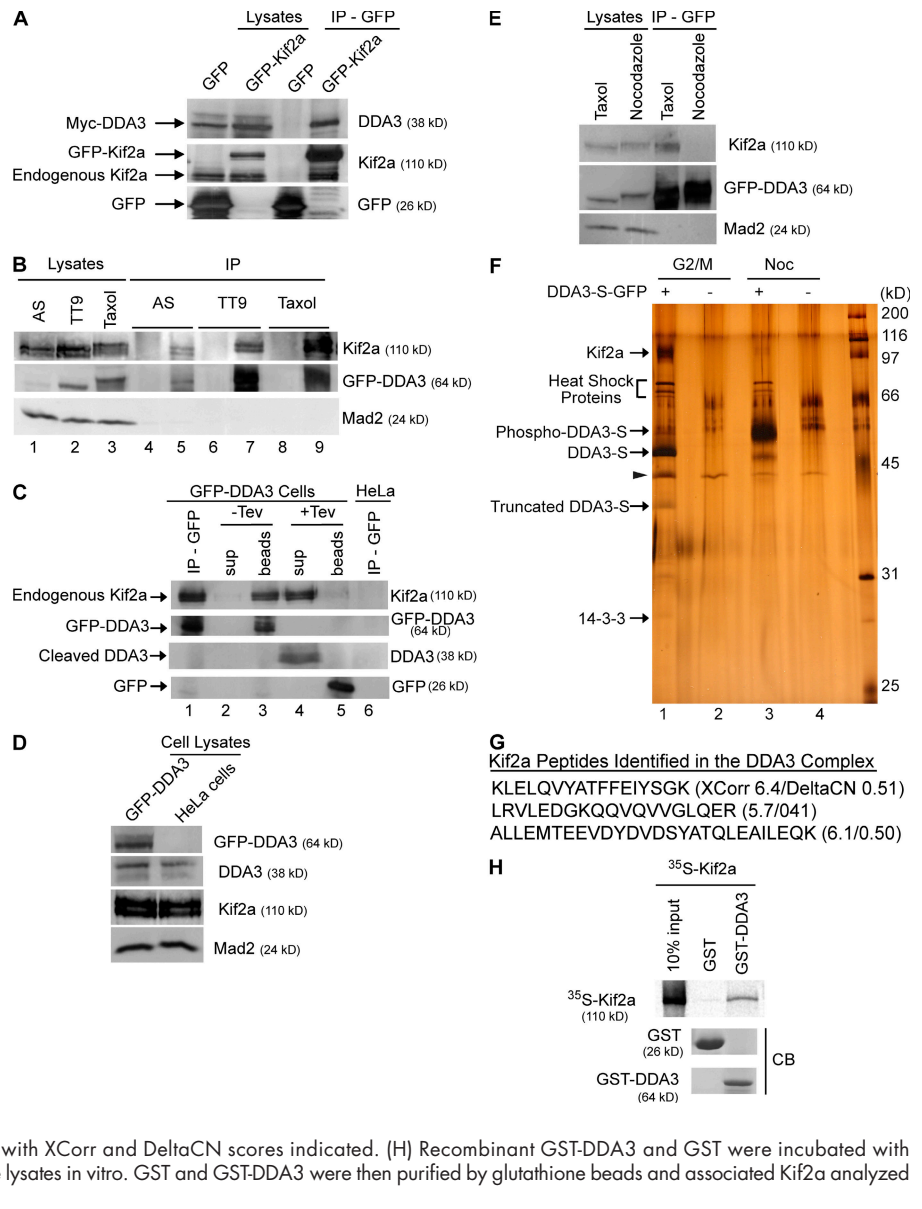 A
Lysates
IP - GFP
GFP
GFP-Kif2a
GFP
GFP-Kif2a
Myc-DDA3
DDA3 (38 kD)
GFP-Kif2a
Endogenous Kif2a
Kif2a (110 kD)
GFP
GFP (26 kD)
B
Lysates
IP
AS
TT9
Taxol
AS
TT9
Taxol
Kif2a (110 kD)
GFP-DDA3 (64 kD)
Mad2 (24 kD)
1 2 3 4 5 6 7 8 9
C
GFP-DDA3 Cells
HeLa
-Tev
+Tev
IP - GFP
sup
beads
sup
beads
IP - GFP
Endogenous Kif2a
Kif2a (110 kD)
GFP-DDA3
GFP-DDA3
(64 kD)
Cleaved DDA3
DDA3 (38 kD)
GFP
GFP (26 kD)
1 2 3 4 5 6
D
Cell Lysates
GFP-DDA3
HeLa cells
GFP-DDA3 (64 kD)
DDA3 (38 kD)
Kif2a (110 kD)
Mad2 (24 kD)
E
Lysates
IP - GFP
Taxol
Nocodazole
Taxol
Nocodazole
Kif2a (110 kD)
GFP-DDA3 (64 kD)
Mad2 (24 kD)
F
G2/M
Noc
DDA3-S-GFP
+ - + -
(kD)
200
116
Kif2a
97
Heat Shock
Proteins
66
Phospho-DDA3-S
DDA3-S
45
Truncated DDA3-S
31
14-3-3
25
1 2 3 4
G
Kif2a Peptides Identified in the DDA3 Complex
KLELQVYATFFEIYSGK (XCorr 6.4/DeltaCN 0.51)
LRVLEDGKQQVQVVGLQER (5.7/041)
ALLEMTEEVDYDVDSYATQLEAILEQK (6.1/0.50)
H
35S-Kif2a
10% input
GST
GST-DDA3
35S-Kif2a
(110 kD)
GST
(26 kD)
CB
GST-DDA3
(64 kD)
with XCorr and DeltaCN scores indicated. (H) Recombinant GST-DDA3 and GST were incubated with
lysates in vitro. GST and GST-DDA3 were then purified by glutathione beads and associated Kif2a analyzed